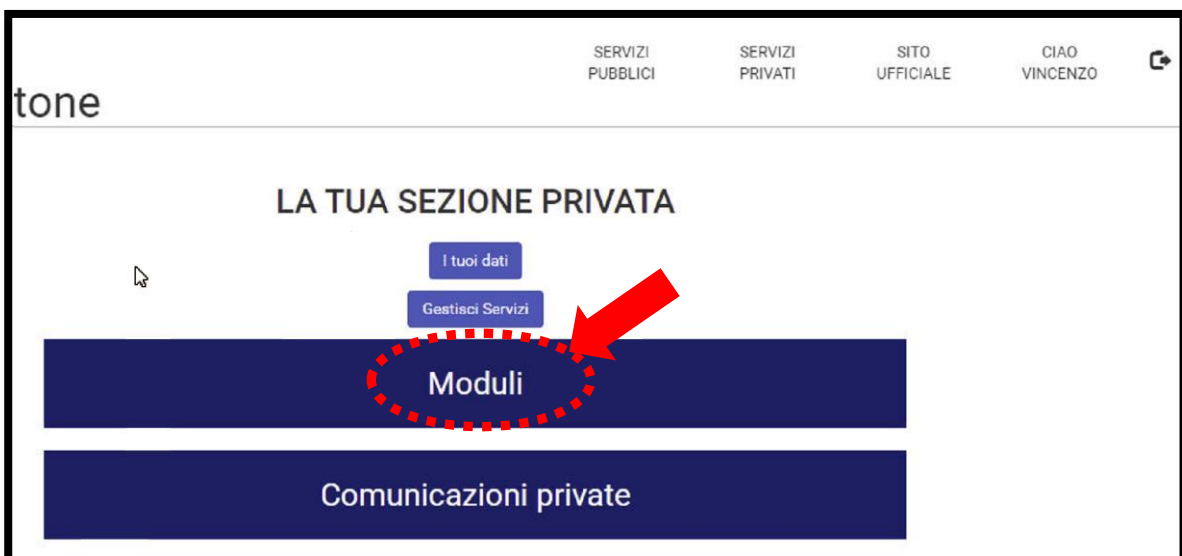 SERVIZI PUBBLICI
SERVIZI PRIVATI
SITO UFFICIALE
CIAO VINCENZO
tone
LA TUA SEZIONE PRIVATA
I tuoi dati
Gestisci Servizi
Moduli
Comunicazioni private